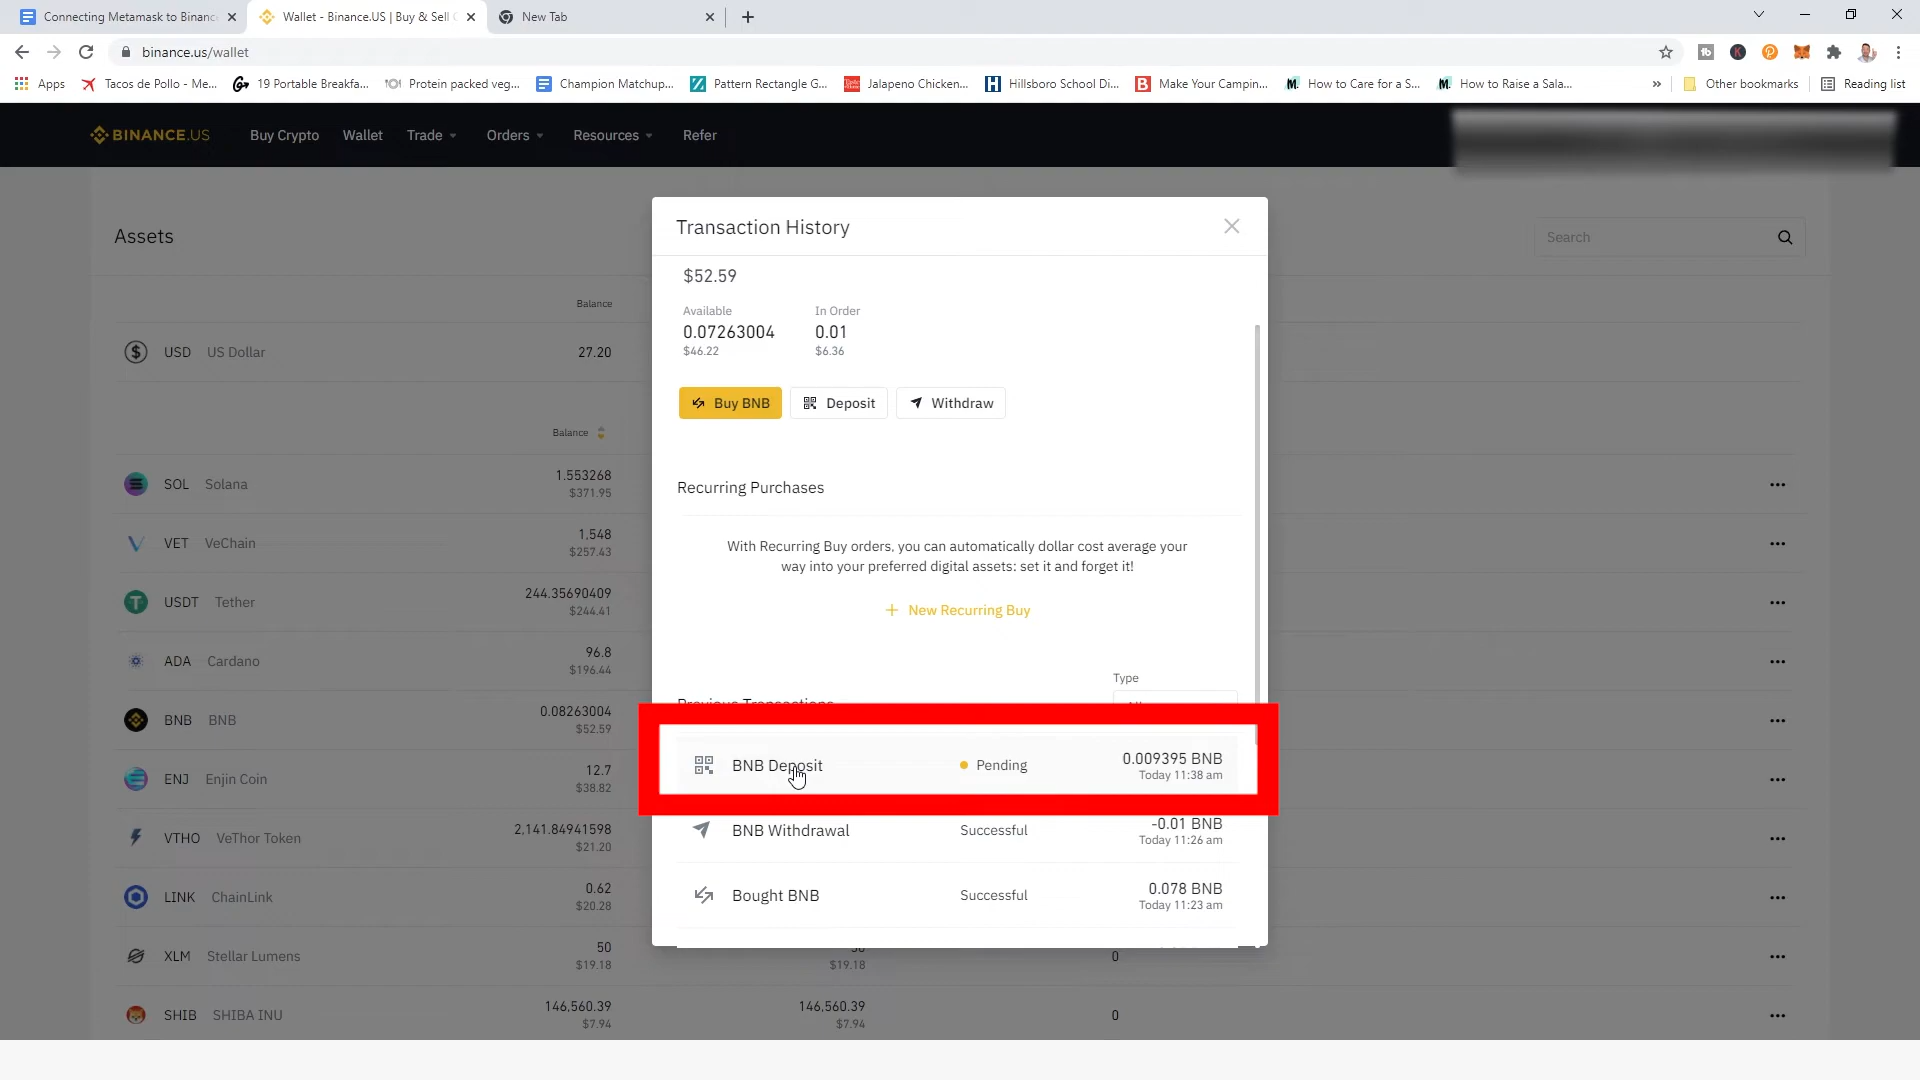 Connecting Metamask to Binanc
Wallet - Binance.US | Buy & Sell C
New Tab
binance.us/wallet
Apps
Tacos de Pollo - Me...
19 Portable Breakfa...
Protein packed veg...
Champion Matchup...
Pattern Rectangle G...
Jalapeno Chicken...
Hillsboro School Di...
Make Your Campin...
How to Care for a S...
How to Raise a Sala...
»
Other bookmarks
Reading list
BINANCE.US
Buy Crypto
Wallet
Trade
Orders
Resources
Refer
Assets
Search
Balance
USD US Dollar
27.20
Balance
SOL Solana
1.553268
$371.95
VET VeChain
1,548
$257.43
USDT Tether
244.35690409
$244.41
ADA Cardano
96.8
$196.44
BNB BNB
0.08263004
$52.59
ENJ Enjin Coin
12.7
$38.82
VTHO VeThor Token
2,141.84941598
$21.20
LINK ChainLink
0.62
$20.28
XLM Stellar Lumens
50
$19.18
$19.18
0
SHIB SHIBA INU
146,560.39
$7.94
146,560.39
$7.94
0
Transaction History
$52.59
Available
0.07263004
$46.22
In Order
0.01
$6.36
Buy BNB
Deposit
Withdraw
Recurring Purchases
With Recurring Buy orders, you can automatically dollar cost average your
way into your preferred digital assets: set it and forget it!
+ New Recurring Buy
Type
Previous Transactions
BNB Deposit
Pending
0.009395 BNB
Today 11:38 am
BNB Withdrawal
Successful
-0.01 BNB
Today 11:26 am
Bought BNB
Successful
0.078 BNB
Today 11:23 am